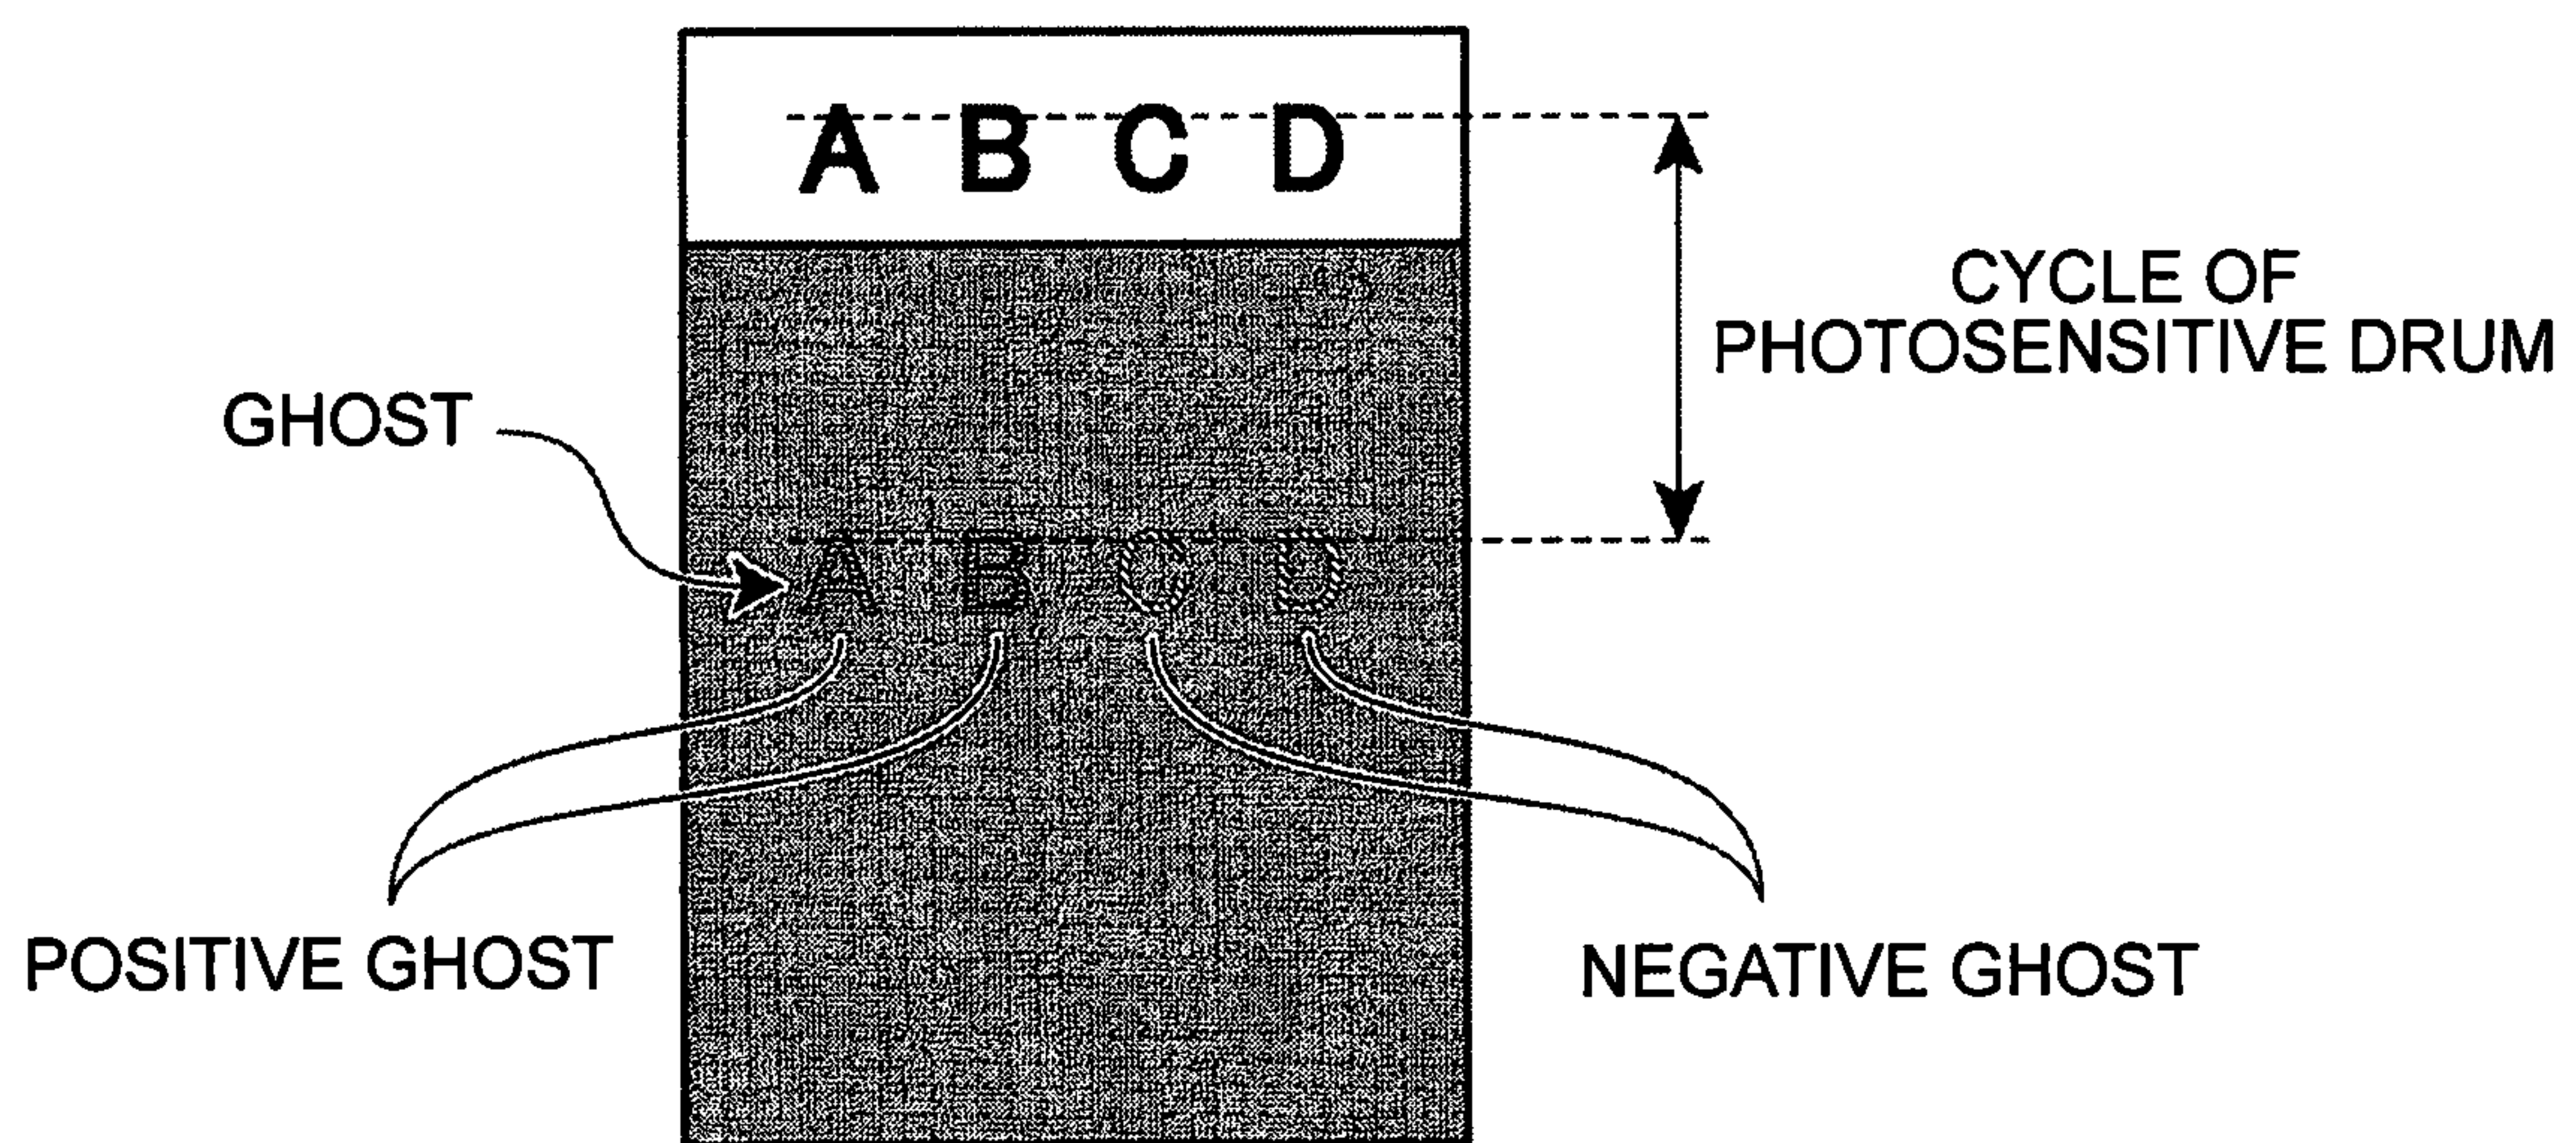 A B C D
CYCLE OF
PHOTOSENSITIVE DRUM
GHOST
A B C D
POSITIVE GHOST
NEGATIVE GHOST